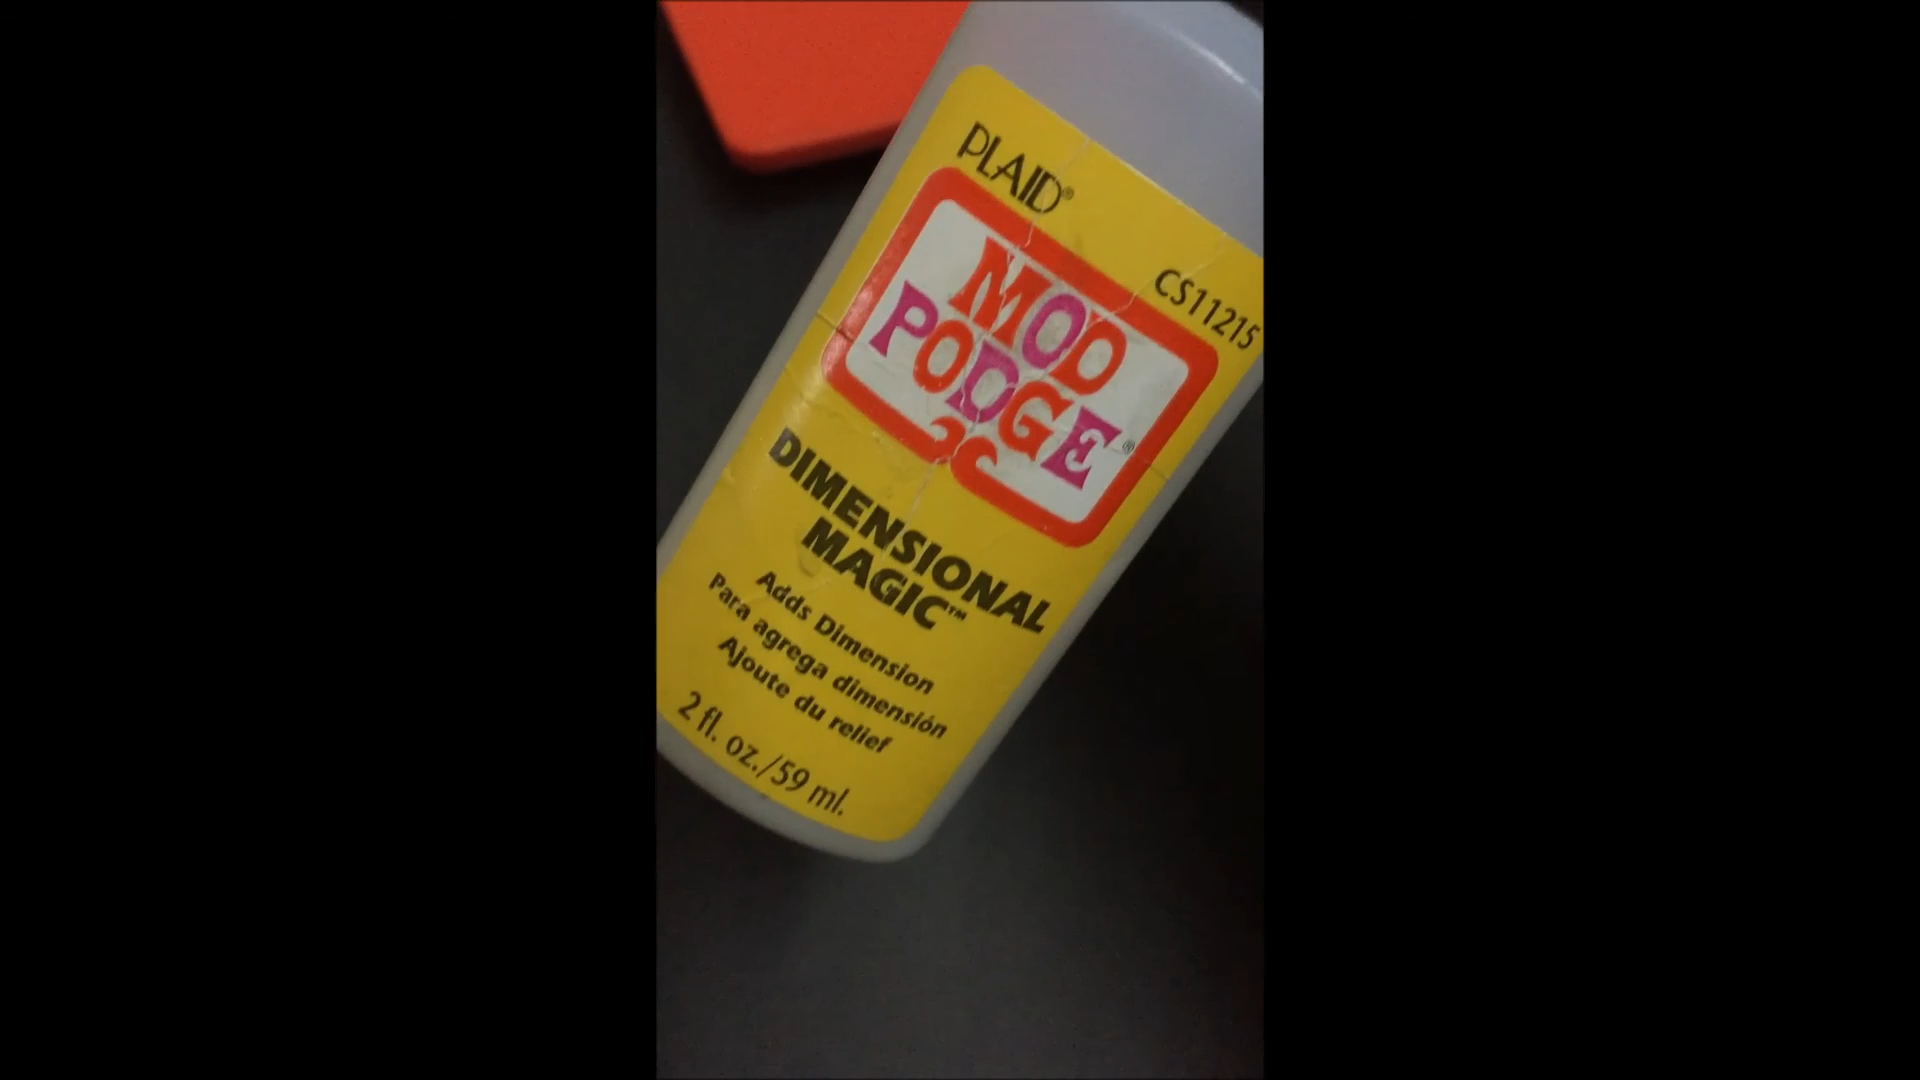 PLAID®
CS11215
MOD
PODGE®
DIMENSIONAL
MAGIC™
Adds Dimension
Para agrega dimensión
Ajoute du relief
2 fl. oz./59 ml.